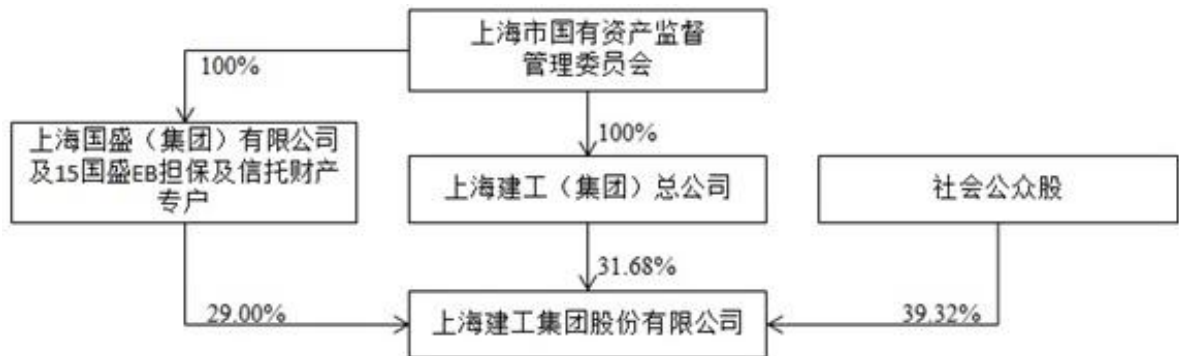 上海市国有资产监督
管理委员会
100%
100%
上海国盛（集团）有限公司
及15国盛EB担保及信托财产
专户
上海建工（集团）总公司
社会公众股
31.68%
29.00%
39.32%
上海建工集团股份有限公司